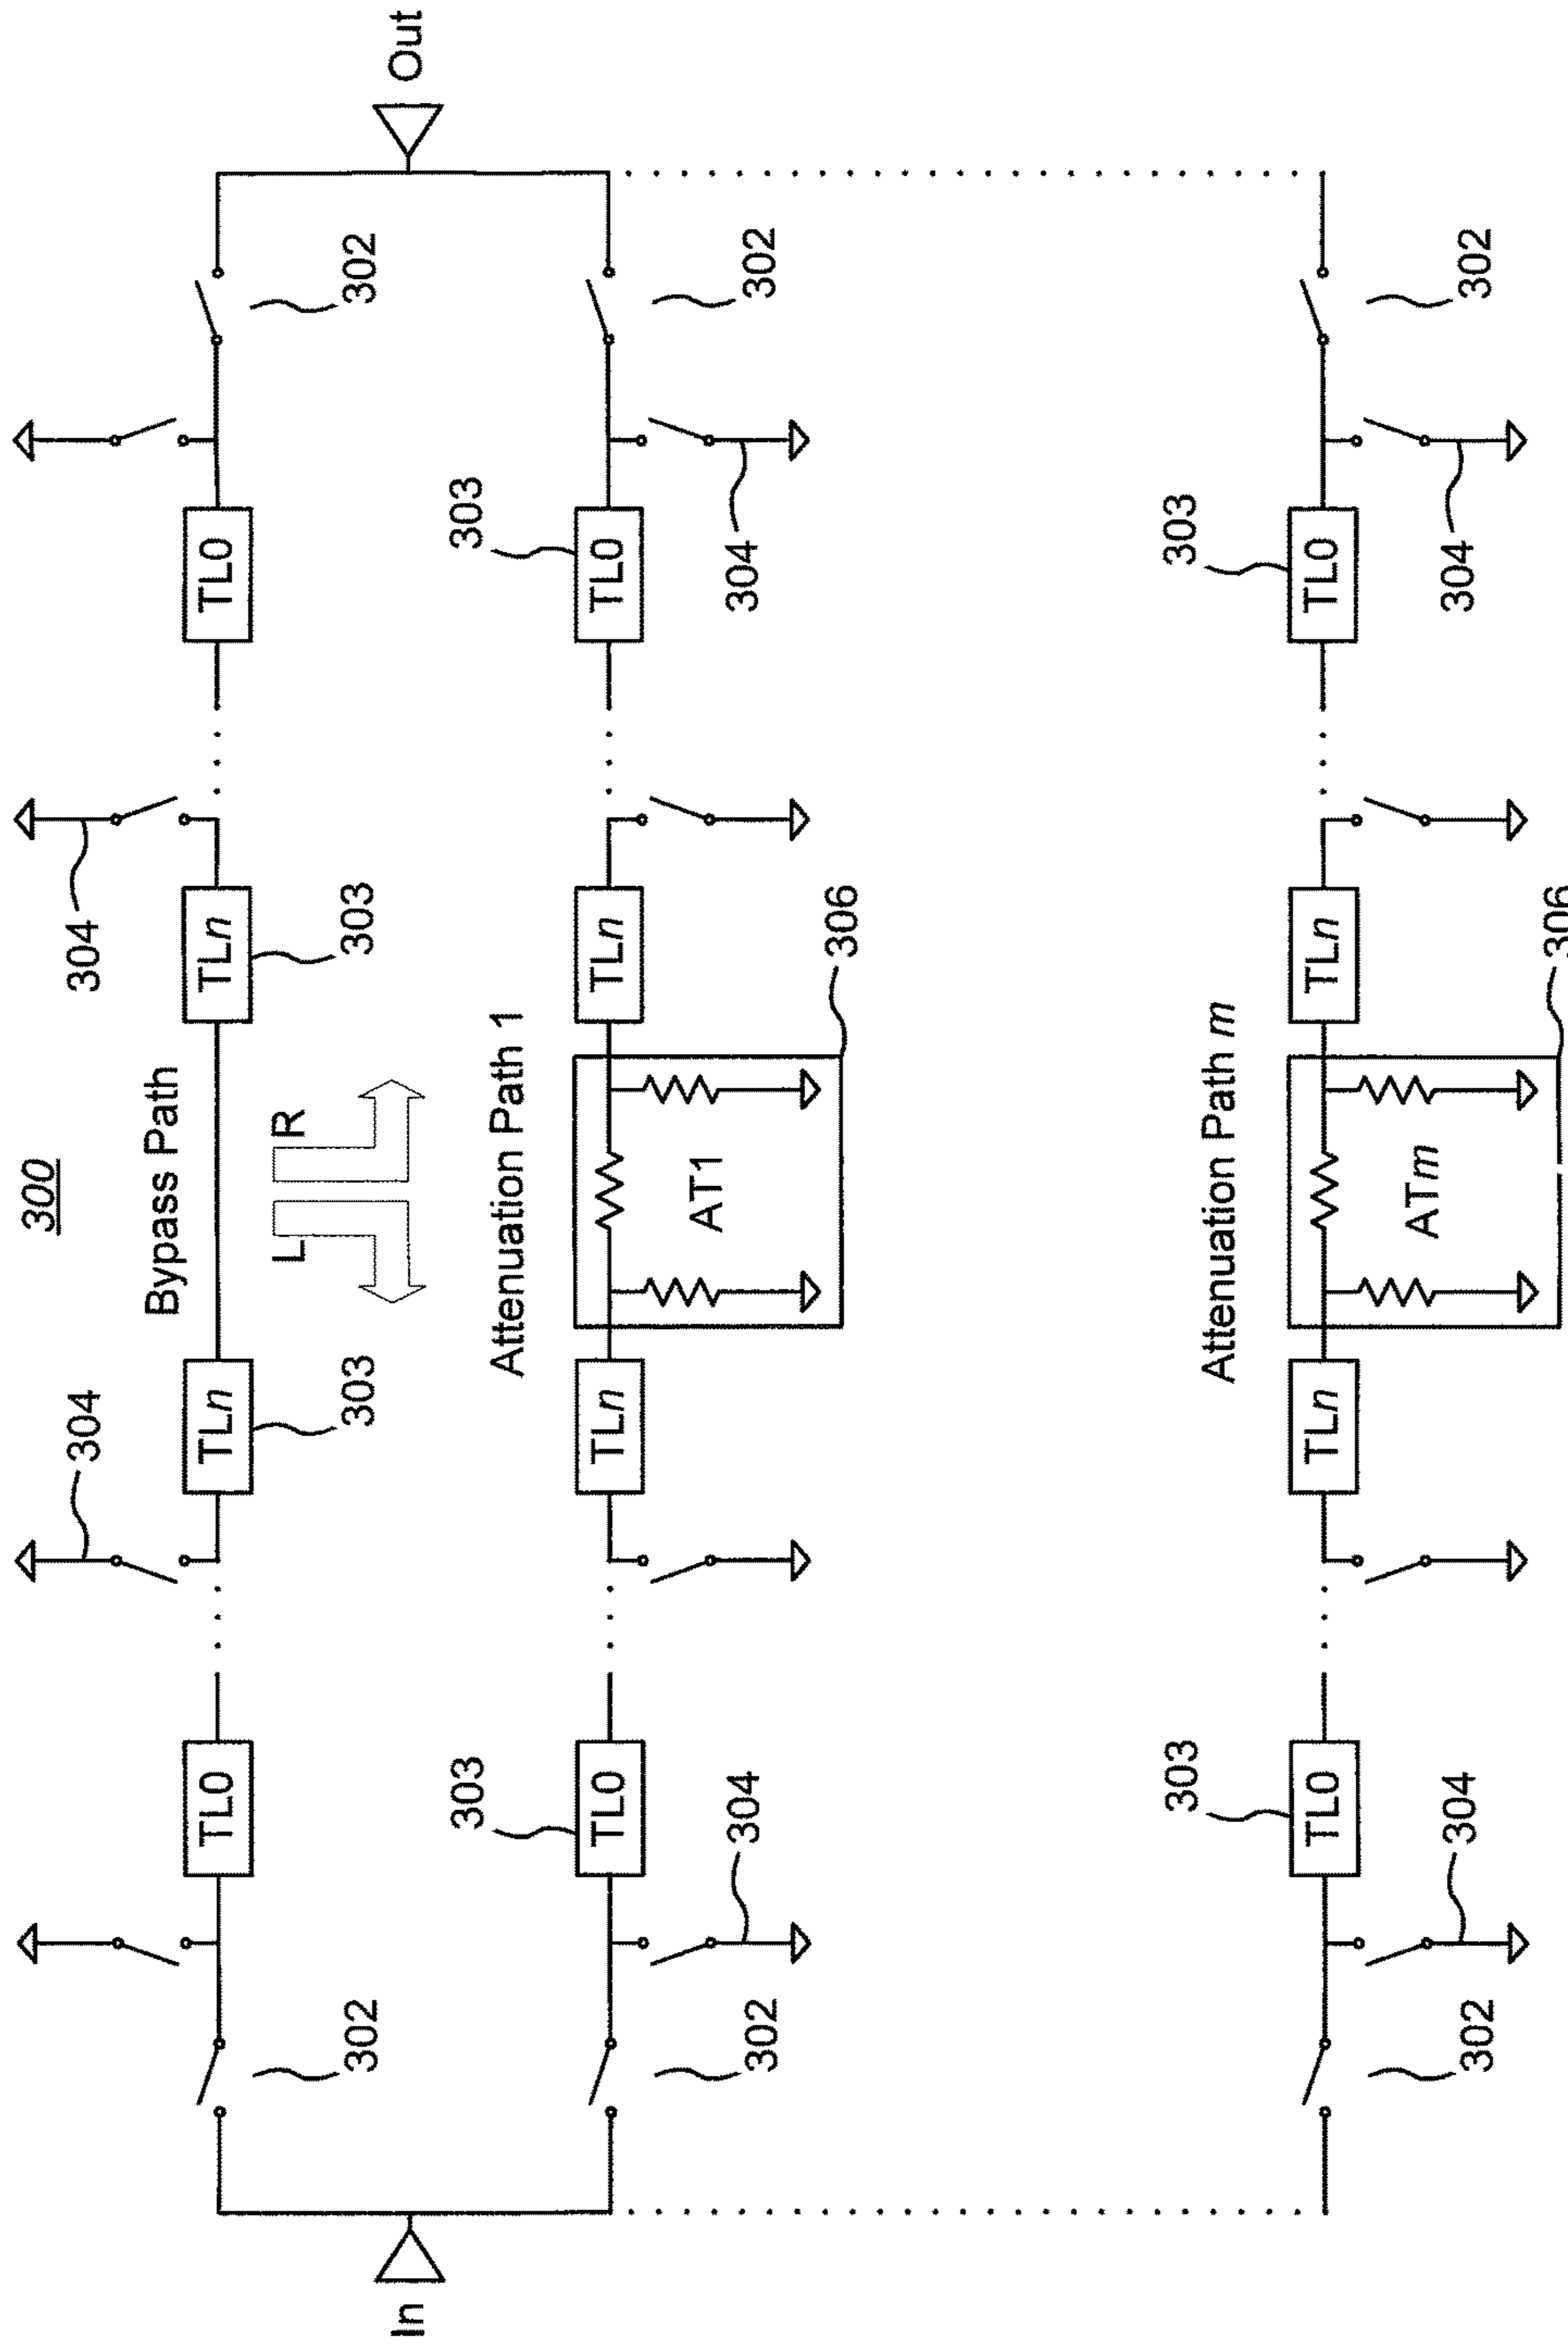 300
304
304
Bypass Path
TL0
TLn
TLn
TL0
L
R
302
303
303
302
In
Out
303
303
Attenuation Path 1
TL0
TLn
TLn
TL0
AT1
302
304
304
302
306
303
303
Attenuation Path m
TL0
TLn
TLn
TL0
ATm
302
304
304
302
306